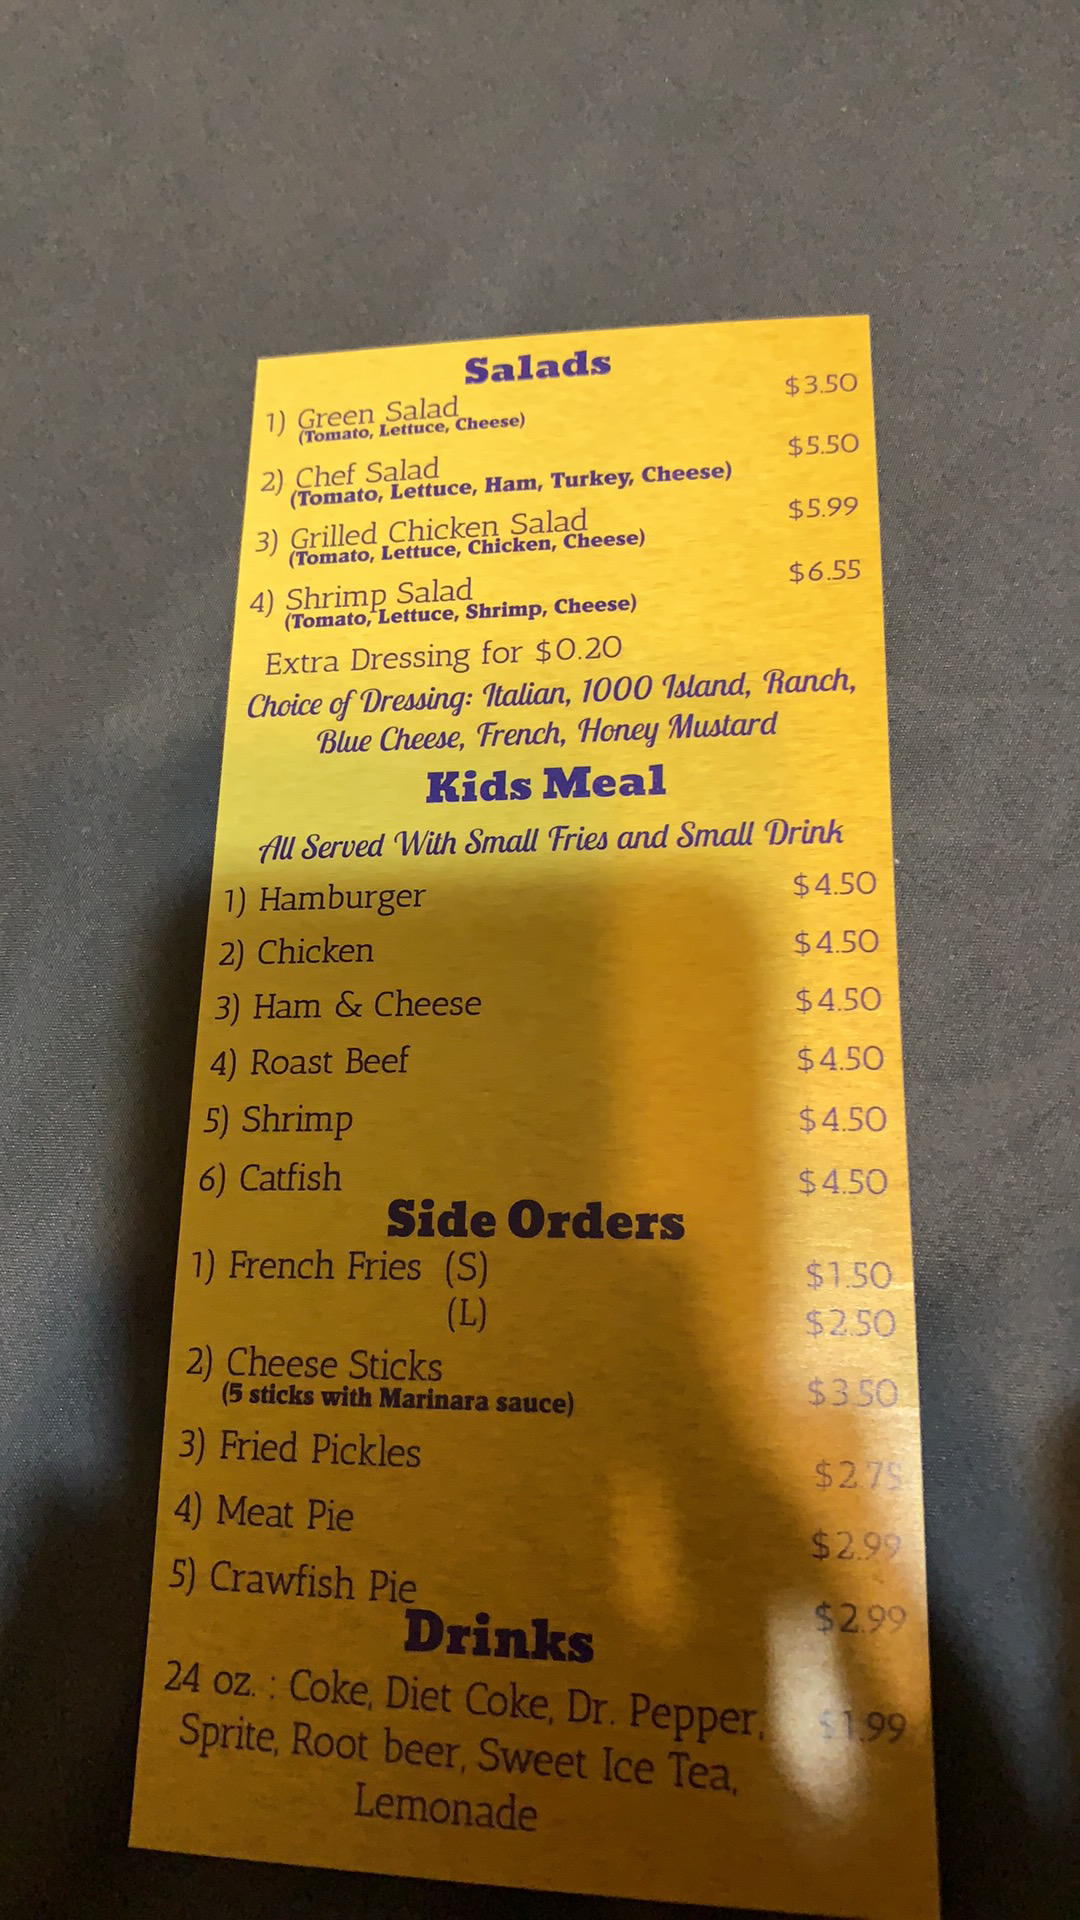 Salads
1) Green Salad $3.50
(Tomato, Lettuce, Cheese)
2) Chef Salad $5.50
(Tomato, Lettuce, Ham, Turkey, Cheese)
3) Grilled Chicken Salad $5.99
(Tomato, Lettuce, Chicken, Cheese)
4) Shrimp Salad $6.55
(Tomato, Lettuce, Shrimp, Cheese)
Extra Dressing for $0.20
Choice of Dressing: Italian, 1000 Island, Ranch,
Blue Cheese, French, Honey Mustard
Kids Meal
All Served With Small Fries and Small Drink
1) Hamburger $4.50
2) Chicken $4.50
3) Ham & Cheese $4.50
4) Roast Beef $4.50
5) Shrimp $4.50
6) Catfish $4.50
Side Orders
1) French Fries (S) $1.50
(L) $2.50
2) Cheese Sticks $3.50
(5 sticks with Marinara sauce)
3) Fried Pickles $2.75
4) Meat Pie $2.99
5) Crawfish Pie $2.99
Drinks
24 oz. : Coke, Diet Coke, Dr. Pepper, $1.99
Sprite, Root beer, Sweet Ice Tea,
Lemonade